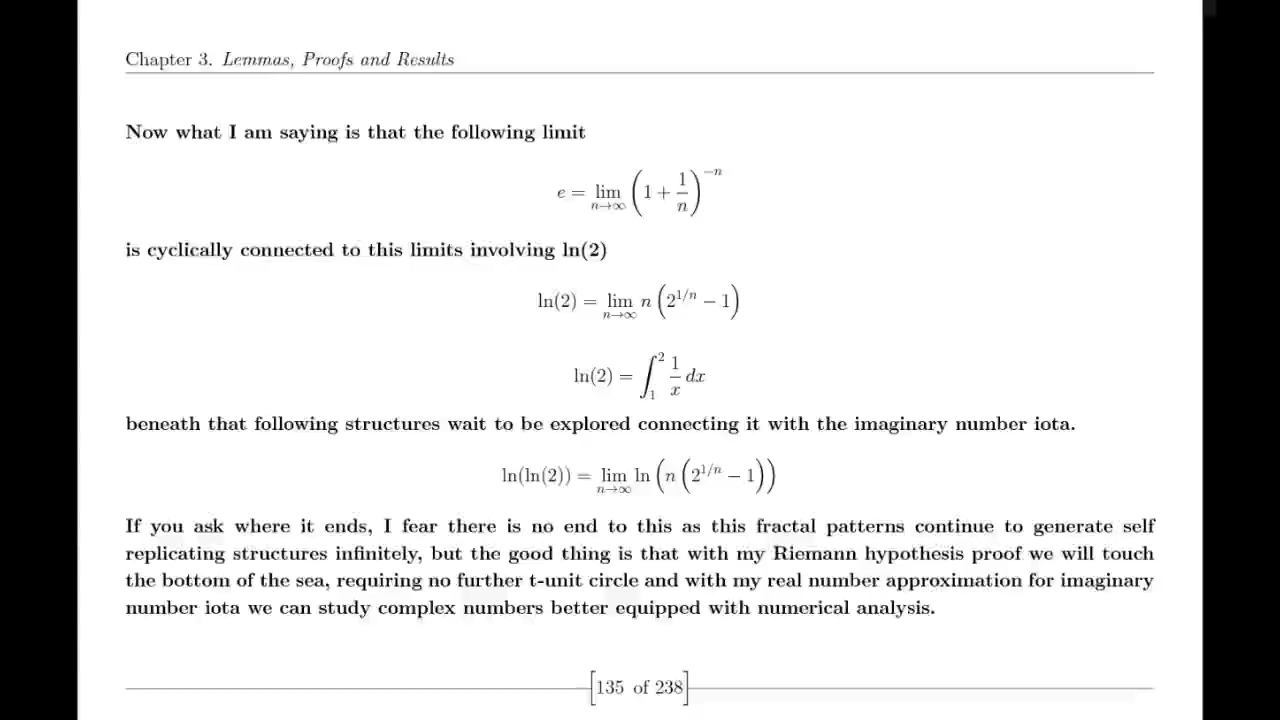 Chapter 3. Lemmas, Proofs and Results
Now what I am saying is that the following limit
e = lim_{n→∞} (1 + 1/n)^{−n}
is cyclically connected to this limits involving ln(2)
ln(2) = lim_{n→∞} n (2^{1/n} − 1)
ln(2) = ∫_1^2 1/x dx
beneath that following structures wait to be explored connecting it with the imaginary number iota.
ln(ln(2)) = lim_{n→∞} ln (n (2^{1/n} − 1))
If you ask where it ends, I fear there is no end to this as this fractal patterns continue to generate self
replicating structures infinitely, but the good thing is that with my Riemann hypothesis proof we will touch
the bottom of the sea, requiring no further t-unit circle and with my real number approximation for imaginary
number iota we can study complex numbers better equipped with numerical analysis.
[135 of 238]